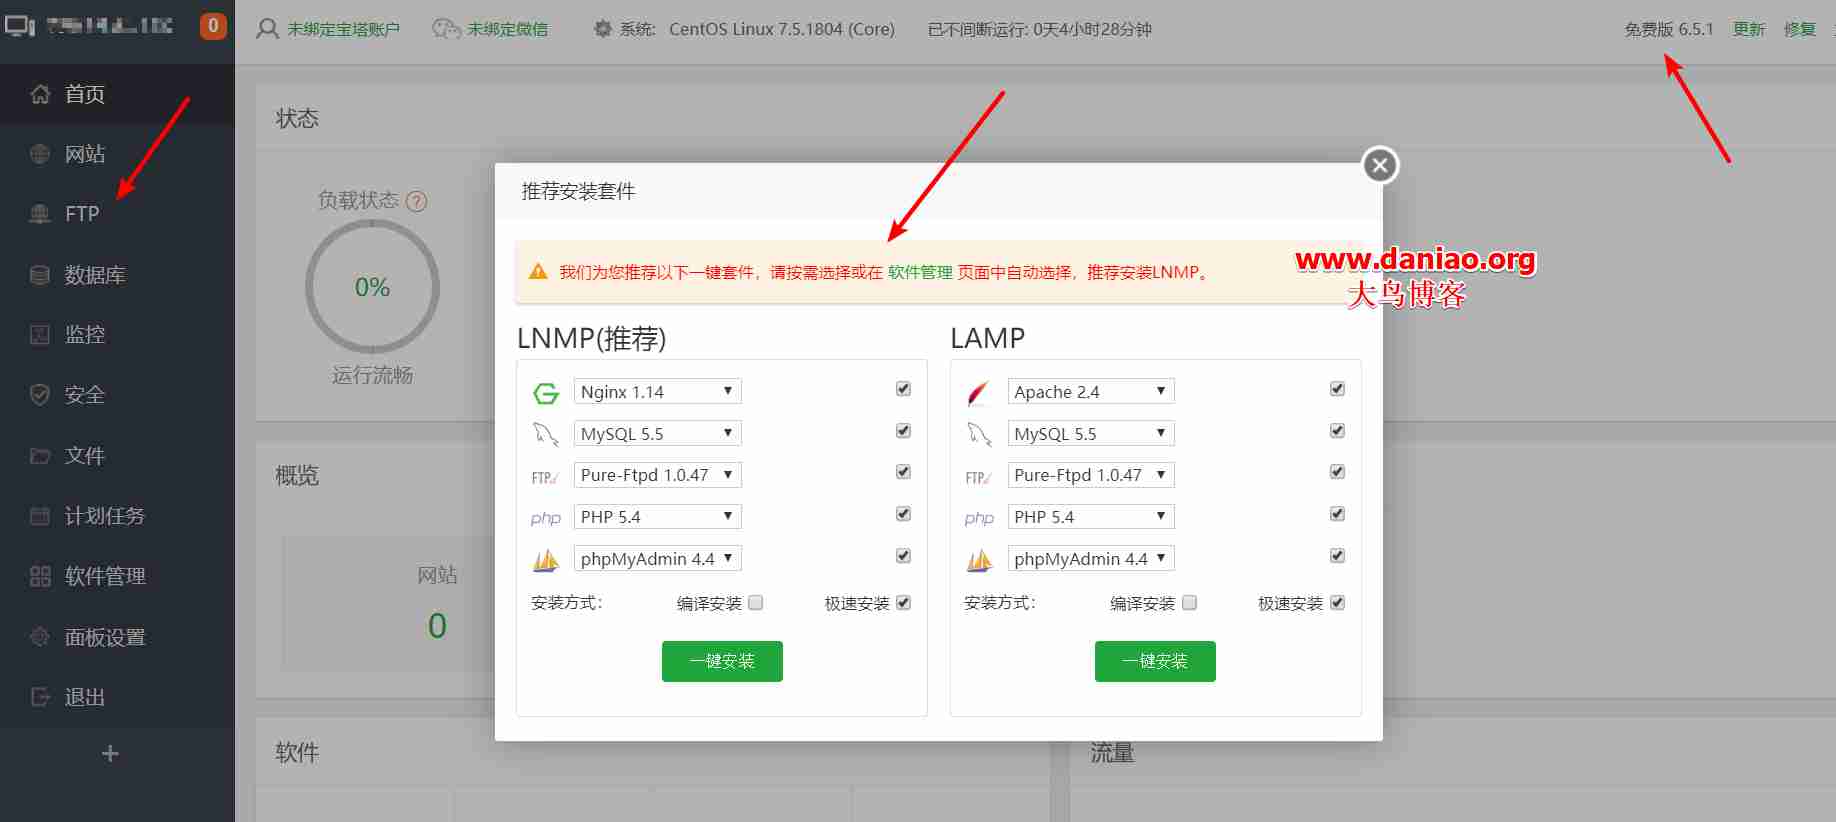 0
未绑定宝塔账户 未绑定微信 系统: CentOS Linux 7.5.1804 (Core) 已不间断运行: 0天4小时28分钟 免费版 6.5.1 更新 修复
首页
网站
FTP
数据库
监控
安全
文件
计划任务
软件管理
面板设置
退出
+
状态
负载状态 ?
0%
运行流畅
概览
网站
0
软件
流量
推荐安装套件
我们为您推荐以下一键套件，请按需选择或在 软件管理 页面中自动选择，推荐安装LNMP。
www.daniao.org
大鸟博客
LNMP(推荐)
Nginx 1.14
MySQL 5.5
FTP Pure-Ftpd 1.0.47
php PHP 5.4
phpMyAdmin 4.4
安装方式： 编译安装 极速安装
一键安装
LAMP
Apache 2.4
MySQL 5.5
FTP Pure-Ftpd 1.0.47
php PHP 5.4
phpMyAdmin 4.4
安装方式： 编译安装 极速安装
一键安装